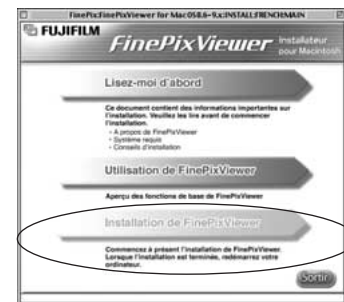 FinePix:FinePixViewer for MacOS8.6-9.x:INSTALL:FRENCH:MAIN
FUJIFILM
FinePixViewer
Installateur
pour Macintosh
Lisez-moi d'abord
Ce document contient des informations importantes sur
l'installation. Veuillez les lire avant de commencer
l'installation.
- A propos de FinePixViewer
- Système requis
- Conseils d'installation
Utilisation de FinePixViewer
Aperçu des fonctions de base de FinePixViewer
Installation de FinePixViewer
Commencez à présent l'installation de FinePixViewer.
Lorsque l'installation est terminée, redémarrez votre
ordinateur.
Sortir